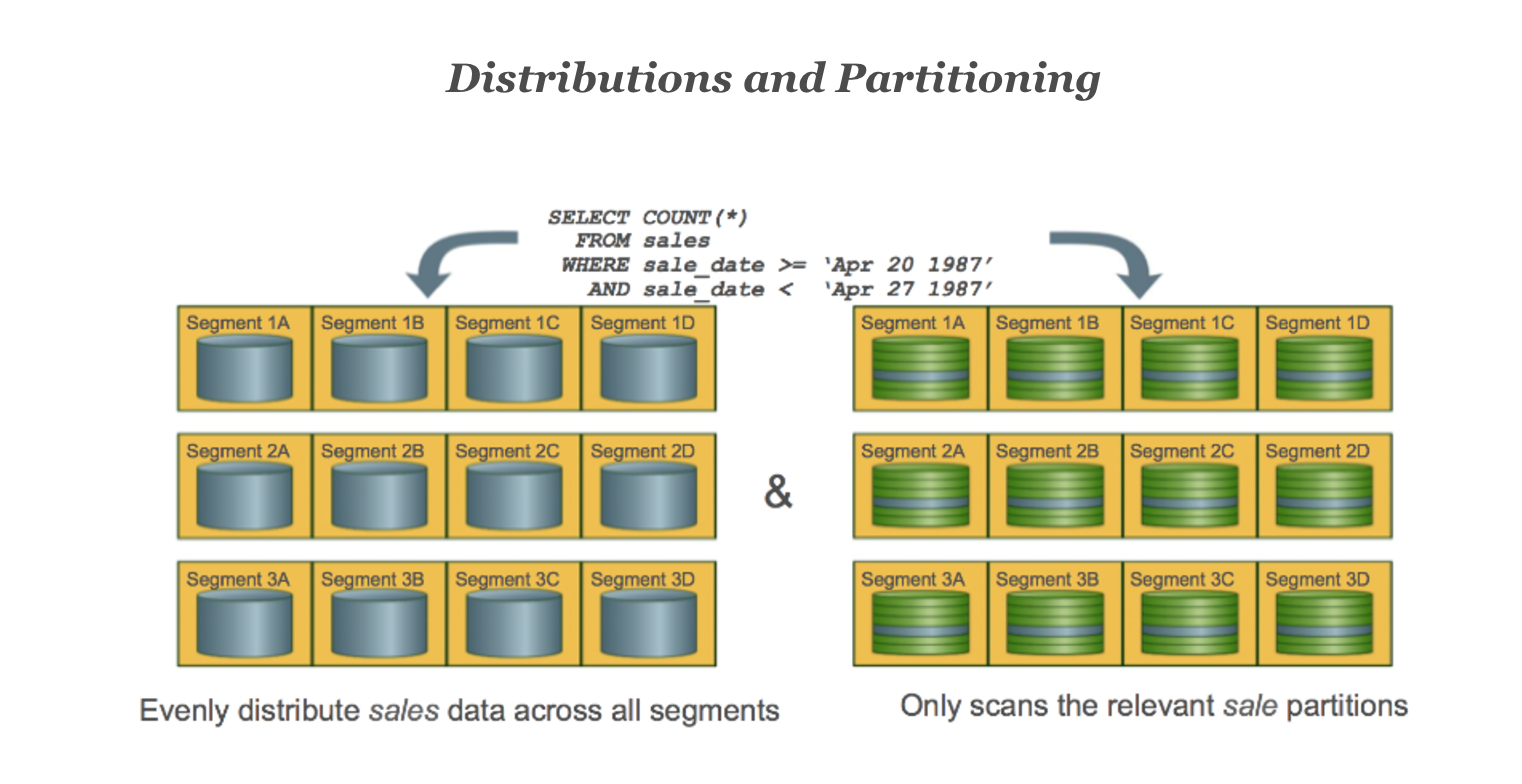 Distributions and Partitioning
SELECT COUNT(*)
FROM sales
WHERE sale_date >= ‘Apr 20 1987’
AND sale_date < ‘Apr 27 1987’
Segment 1A Segment 1B Segment 1C Segment 1D
Segment 2A Segment 2B Segment 2C Segment 2D
Segment 3A Segment 3B Segment 3C Segment 3D
Evenly distribute sales data across all segments
&
Segment 1A Segment 1B Segment 1C Segment 1D
Segment 2A Segment 2B Segment 2C Segment 2D
Segment 3A Segment 3B Segment 3C Segment 3D
Only scans the relevant sale partitions